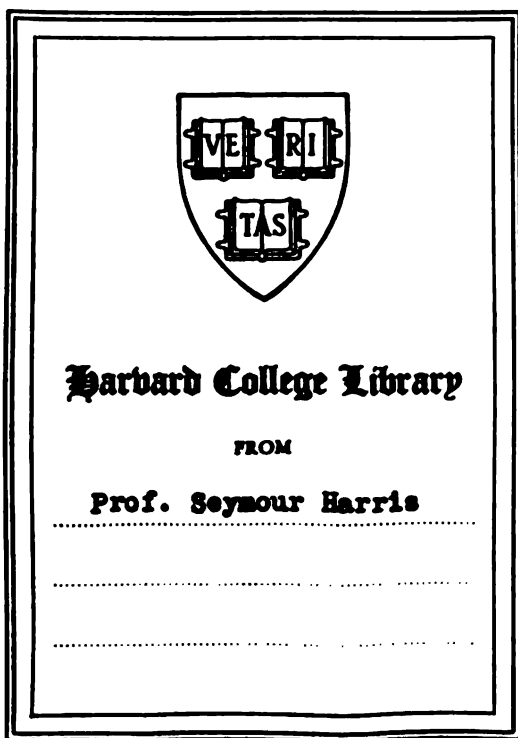 VE RI
TAS
Harvard College Library
FROM
Prof. Seymour Harris